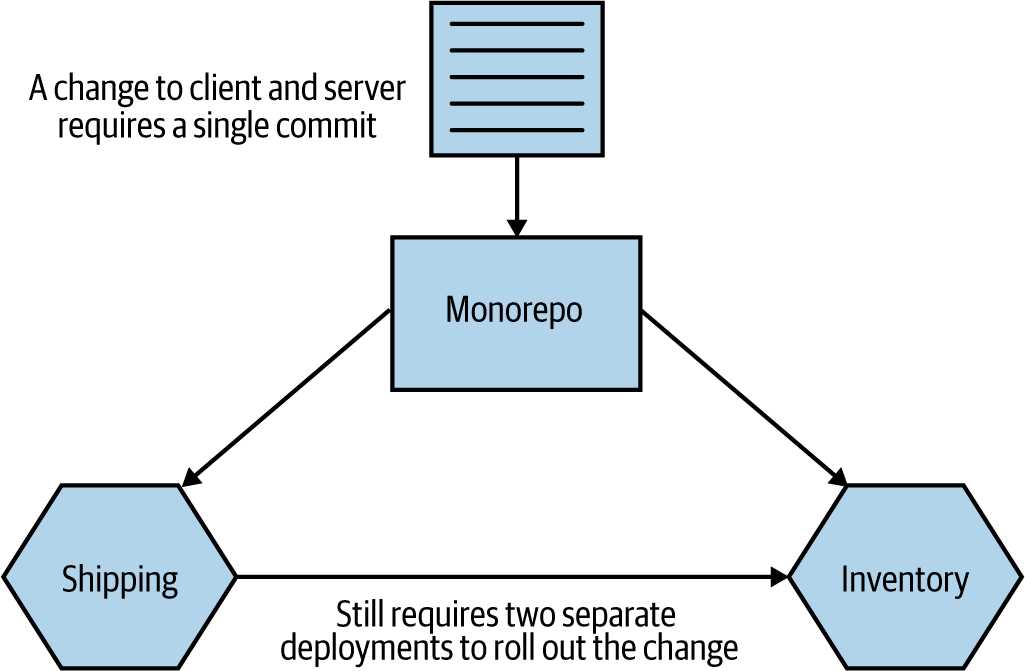 A change to client and server
requires a single commit
Monorepo
Shipping
Inventory
Still requires two separate
deployments to roll out the change